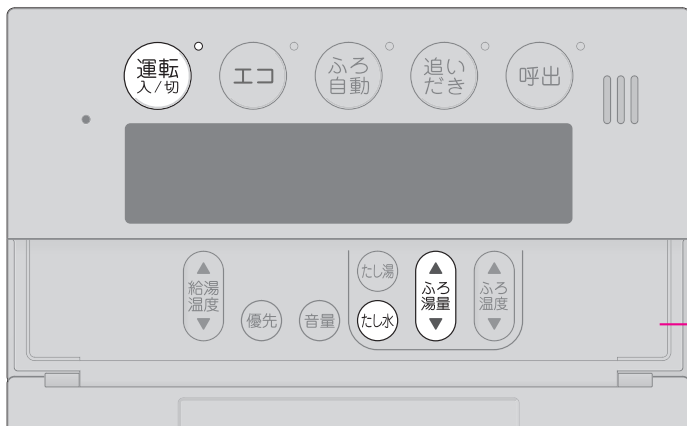 運転
入/切
エコ
ふろ
自動
追い
だき
呼出
給湯
温度
優先
音量
たし湯
たし水
ふろ
湯量
ふろ
温度